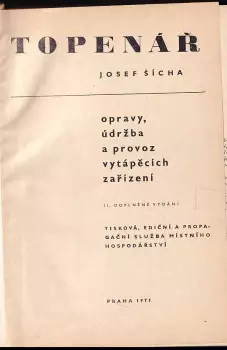 TOPENÁŘ
JOSEF ŠÍCHA
opravy,
údržba
a provoz
vytápěcích
zařízení
II. DOPLNĚNÉ VYDÁNÍ
TISKOVÁ, EDIČNÍ A PROPA-
GAČNÍ SLUŽBA MÍSTNÍHO
HOSPODÁŘSTVÍ
PRAHA 1971